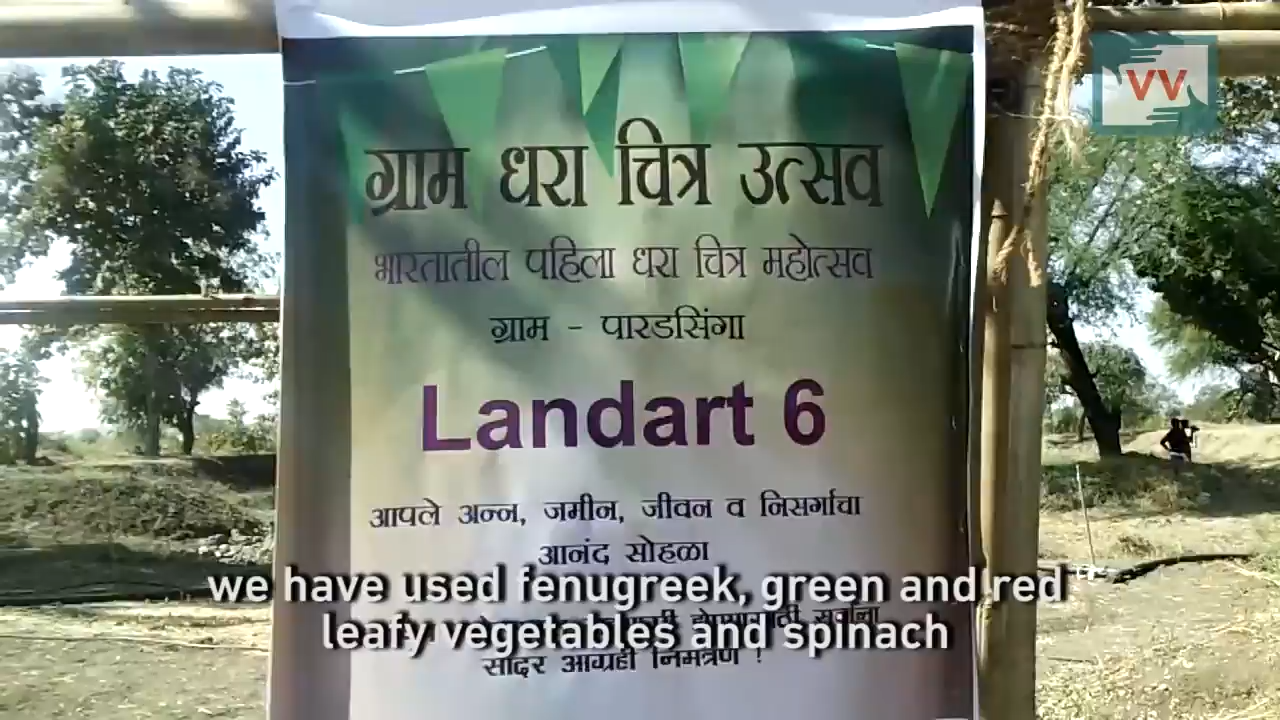 VV
ग्राम धरा चित्र उत्सव
भारतातील पहिला धरा चित्र महोत्सव
ग्राम - पारडसिंगा
Landart 6
आपले अन्न, जमीन, जीवन व निसर्गाचा
आनंद सोहळा
we have used fenugreek, green and red
leafy vegetables and spinach
सादर आग्रही निमंत्रण !